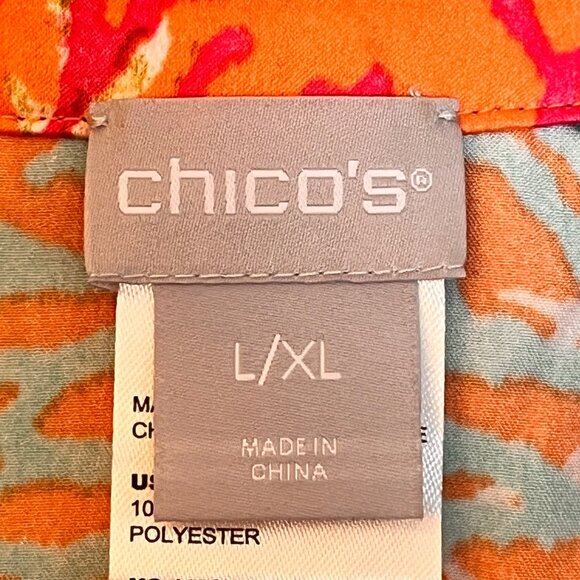 chico's®
L/XL
MADE IN
CHINA
POLYESTER